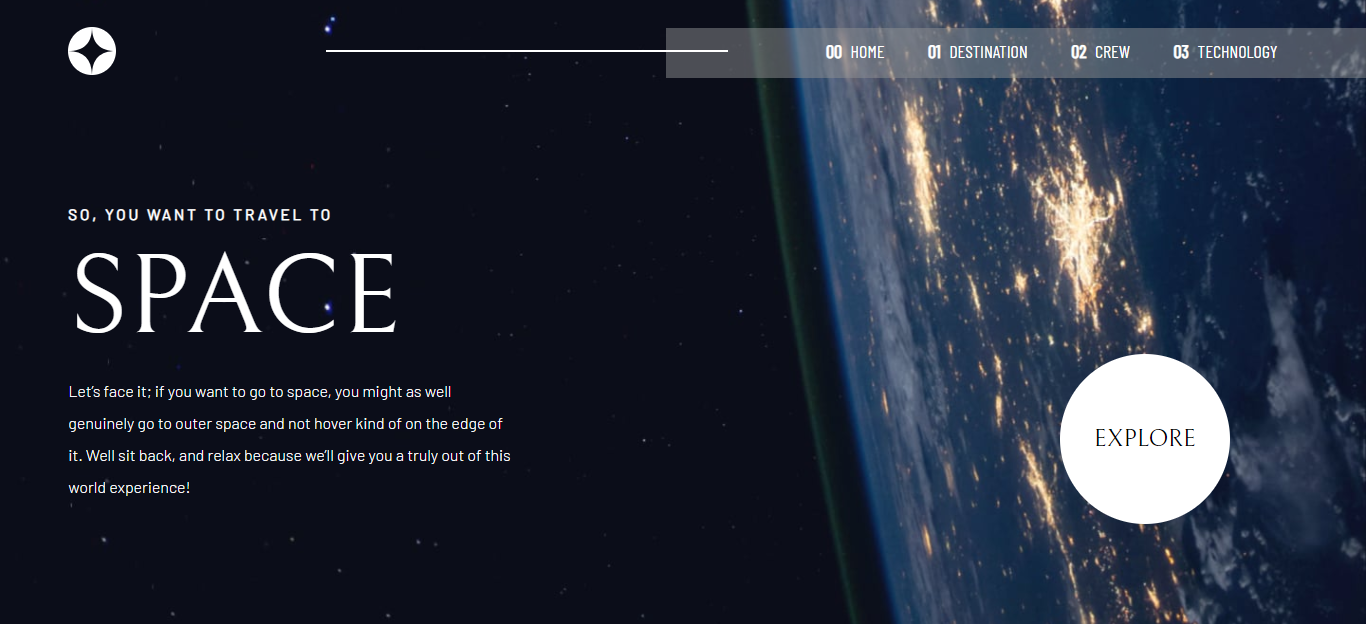 00 HOME 01 DESTINATION 02 CREW 03 TECHNOLOGY
SO, YOU WANT TO TRAVEL TO
SPACE
Let’s face it; if you want to go to space, you might as well
genuinely go to outer space and not hover kind of on the edge of
it. Well sit back, and relax because we’ll give you a truly out of this
world experience!
EXPLORE